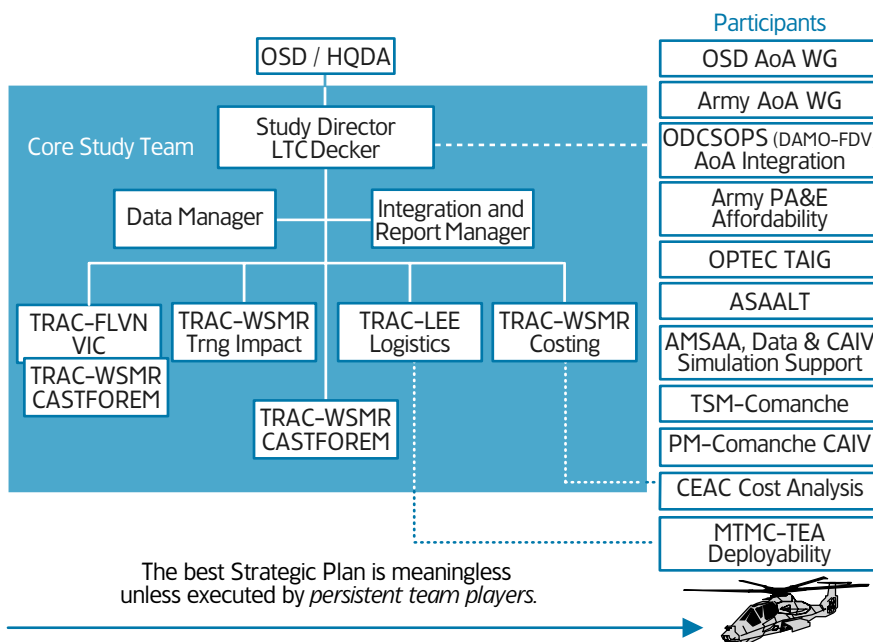 Participants
OSD / HQDA
OSD AoA WG
Army AoA WG
Core Study Team
Study Director
LTCDecker
ODCSOPS (DAMO-FDV
AoA Integration
Data Manager
Integration and
Report Manager
Army PA&E
Affordability
OPTEC TAIG
ASAALT
TRAC-FLVN
VIC
TRAC-WSMR
CASTFOREM
TRAC-WSMR
Trng Impact
TRAC-LEE
Logistics
TRAC-WSMR
Costing
TRAC-WSMR
CASTFOREM
AMSAA, Data & CAIV
Simulation Support
TSM-Comanche
PM-Comanche CAIV
CEAC Cost Analysis
MTMC-TEA
Deployability
The best Strategic Plan is meaningless
unless executed by persistent team players.